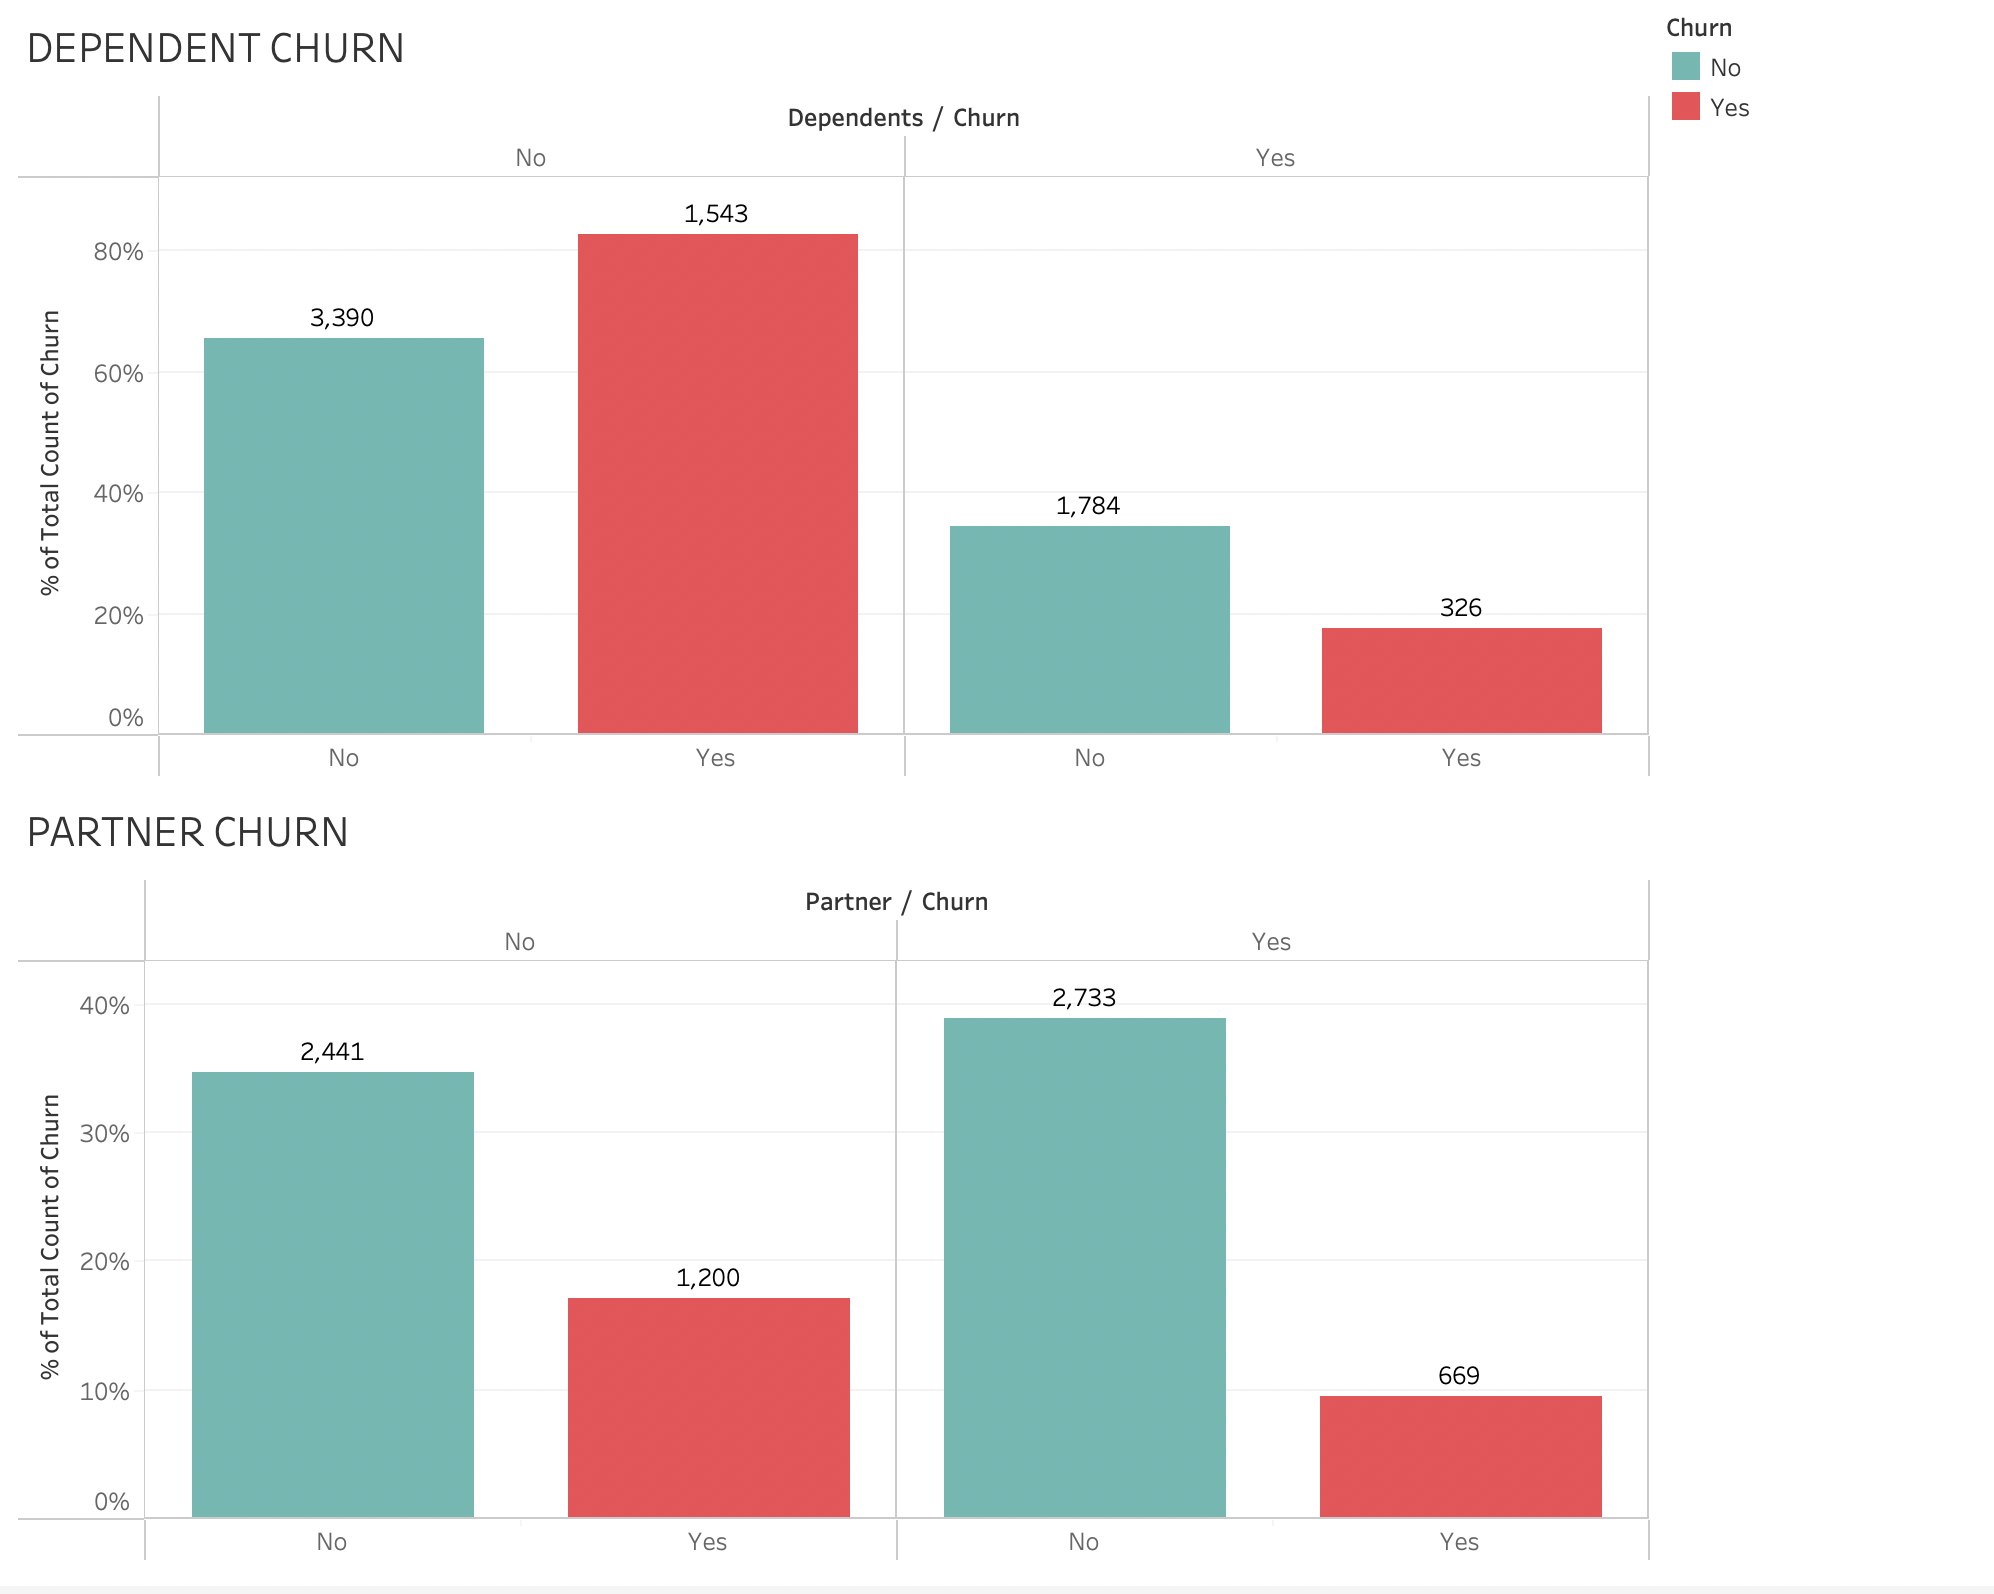 DEPENDENT CHURN
Churn
No
Yes
Dependents / Churn
No
Yes
% of Total Count of Churn
80%
60%
40%
20%
0%
3,390
1,543
1,784
326
No
Yes
No
Yes
PARTNER CHURN
Partner / Churn
No
Yes
% of Total Count of Churn
40%
30%
20%
10%
0%
2,441
1,200
2,733
669
No
Yes
No
Yes